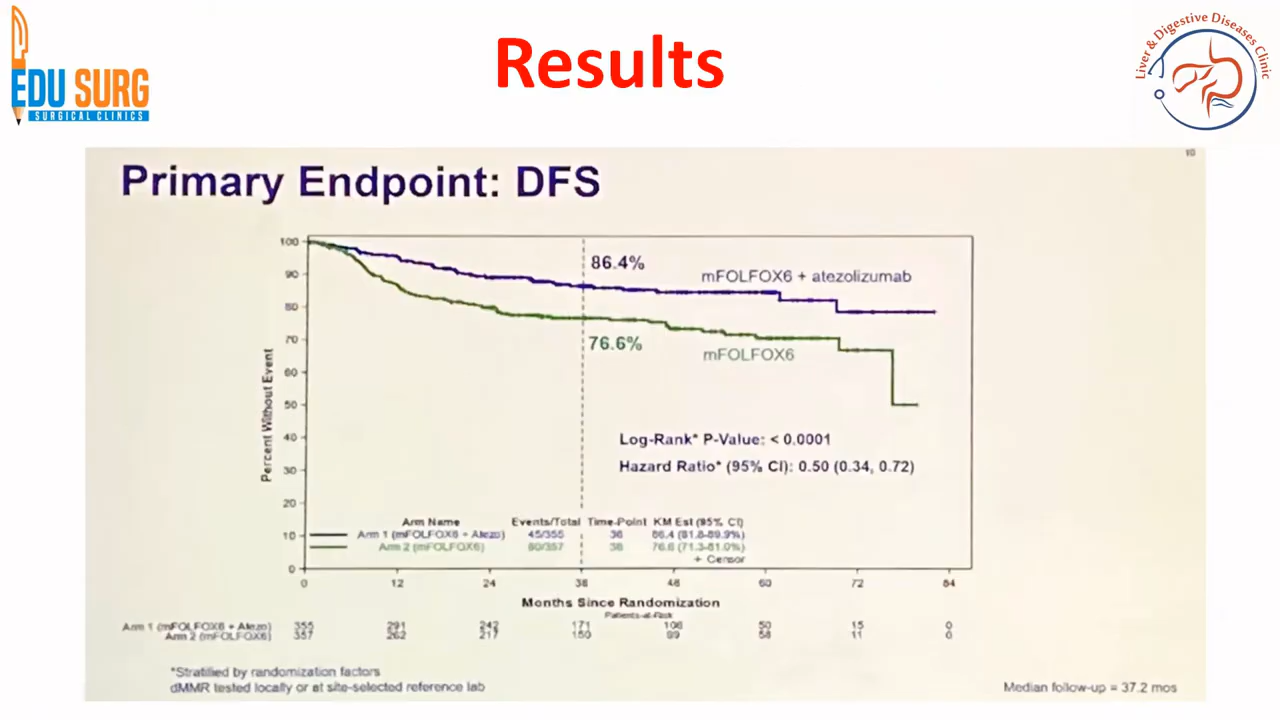 EDU SURG
SURGICAL CLINICS
Results
Liver & Digestive Diseases Clinic
10
Primary Endpoint: DFS
100
90
80
70
60
50
40
30
20
10
0
Percent Without Event
86.4%
mFOLFOX6 + atezolizumab
76.6%
mFOLFOX6
Log-Rank* P-Value: < 0.0001
Hazard Ratio* (95% CI): 0.50 (0.34, 0.72)
Arm Name Events/Total Time-Point KM Est (95% CI)
Arm 1 (mFOLFOX6 + Atezo) 45/355 36 86.4 (81.8-89.9%)
Arm 2 (mFOLFOX6) 80/357 36 76.6 (71.3-81.0%)
+ Censor
0 12 24 36 48 60 72 84
Months Since Randomization
Patients-at-Risk
Arm 1 (mFOLFOX6 + Atezo) 355 291 242 171 50 15 0
Arm 2 (mFOLFOX6) 357 262 217 150 58 11 0
*Stratified by randomization factors
dMMR tested locally or at site-selected reference lab
Median follow-up = 37.2 mos